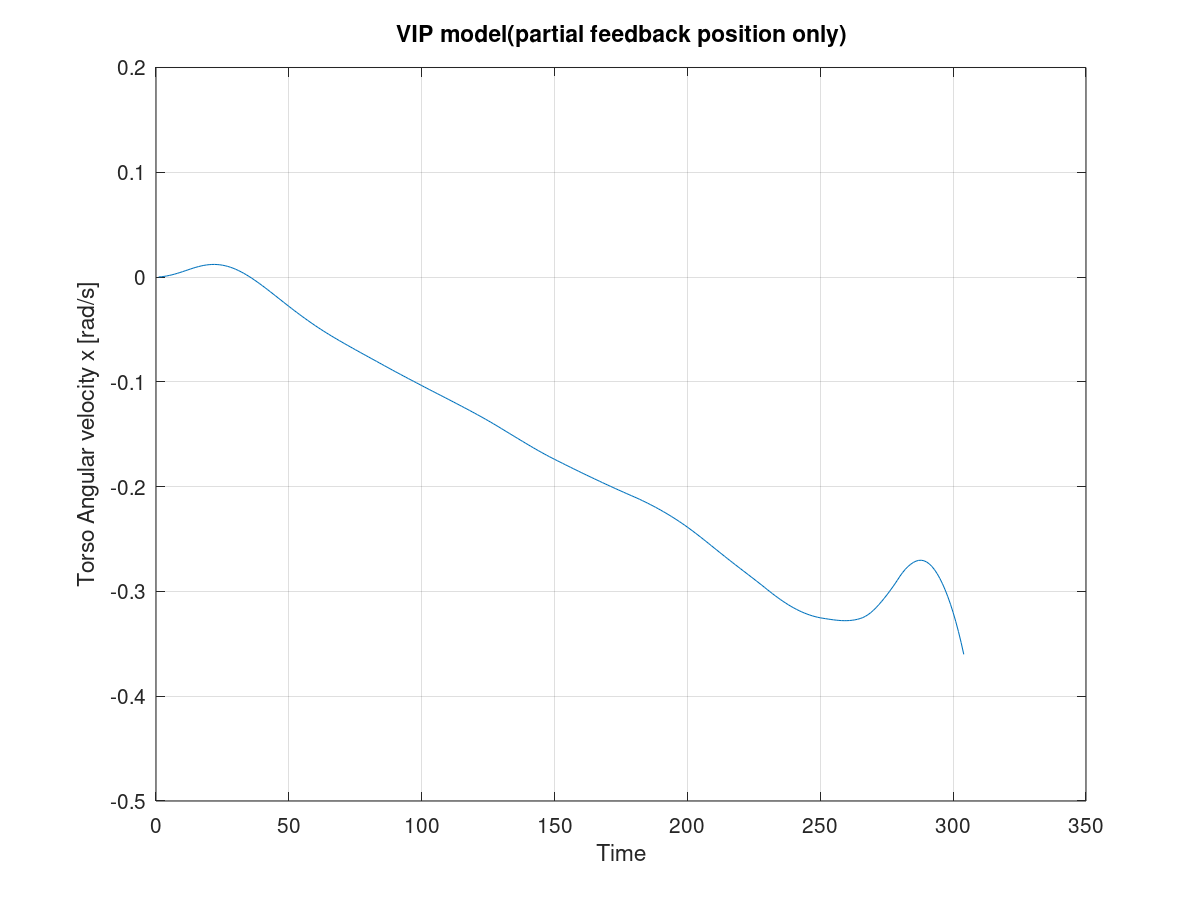 VIP model(partial feedback position only)
0.2
0.1
0
-0.1
-0.2
-0.3
-0.4
-0.5
Torso Angular velocity x [rad/s]
0 50 100 150 200 250 300 350
Time